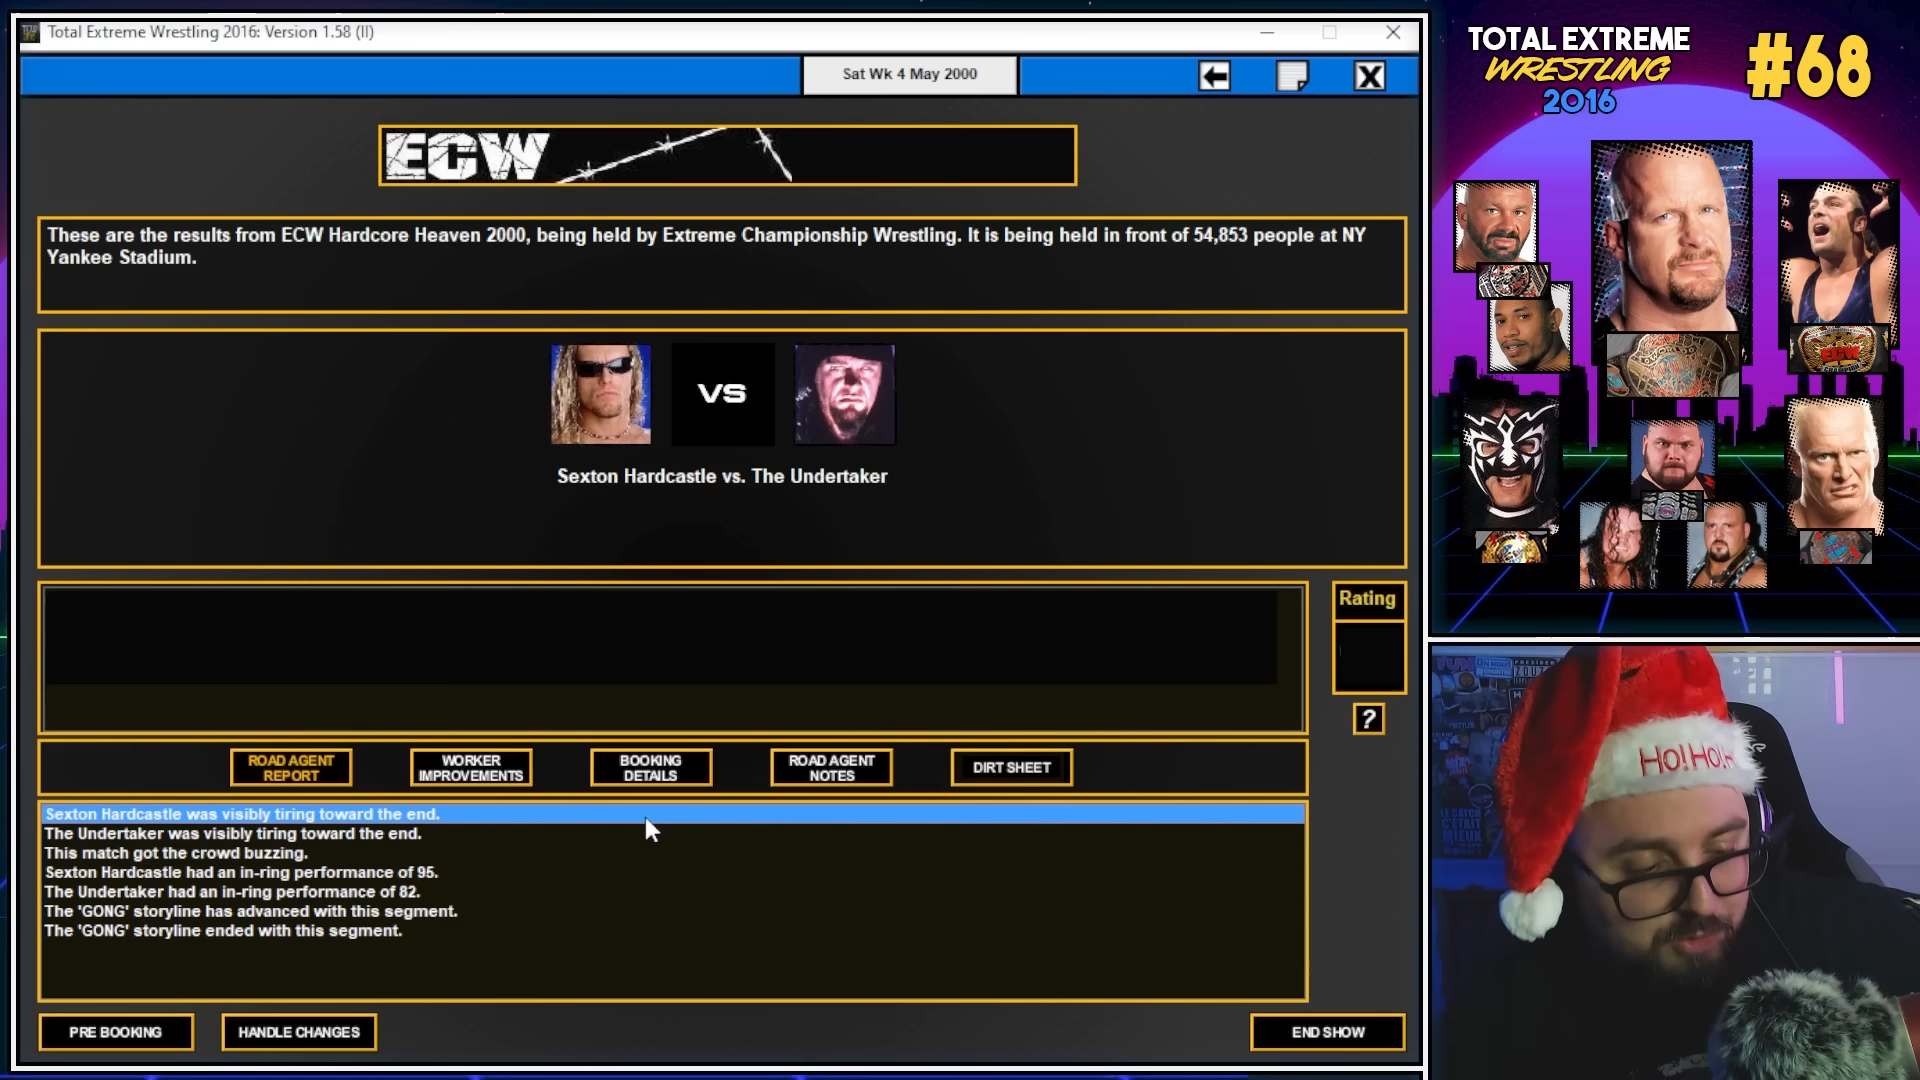 Total Extreme Wrestling 2016: Version 1.58 (II)
Sat Wk 4 May 2000
X
ECW
These are the results from ECW Hardcore Heaven 2000, being held by Extreme Championship Wrestling. It is being held in front of 54,853 people at NY
Yankee Stadium.
VS
Sexton Hardcastle vs. The Undertaker
Rating
?
ROAD AGENT
REPORT
WORKER
IMPROVEMENTS
BOOKING
DETAILS
ROAD AGENT
NOTES
DIRT SHEET
Sexton Hardcastle was visibly tiring toward the end.
The Undertaker was visibly tiring toward the end.
This match got the crowd buzzing.
Sexton Hardcastle had an in-ring performance of 95.
The Undertaker had an in-ring performance of 82.
The 'GONG' storyline has advanced with this segment.
The 'GONG' storyline ended with this segment.
PRE BOOKING
HANDLE CHANGES
END SHOW
TOTAL EXTREME
WRESTLING
2016
#68
ECW
HO!HO!H